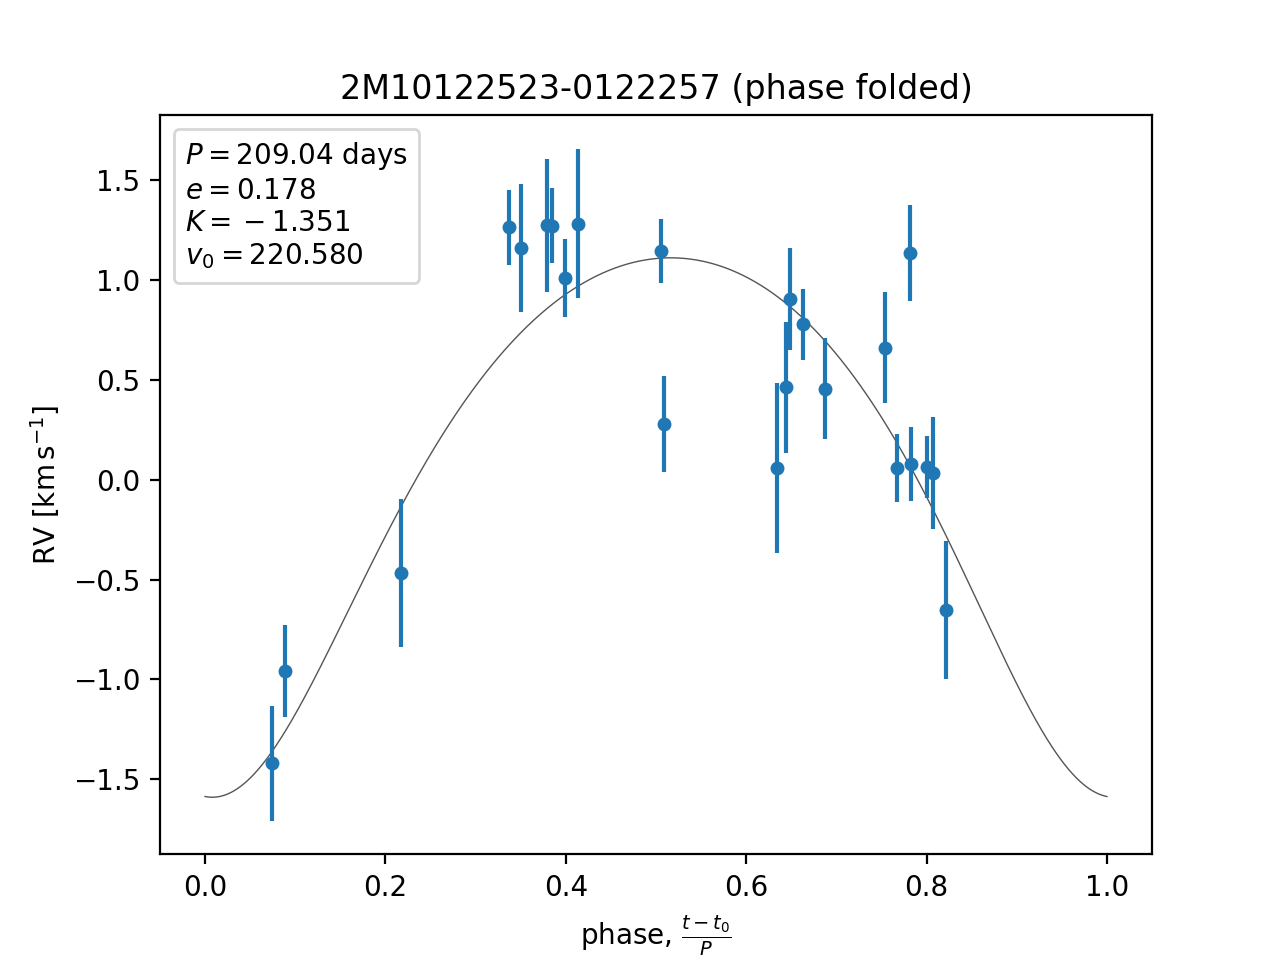 2M10122523-0122257 (phase folded)
P = 209.04 days
e = 0.178
K = −1.351
v₀ = 220.580
RV [km s⁻¹]
1.5
1.0
0.5
0.0
−0.5
−1.0
−1.5
0.0 0.2 0.4 0.6 0.8 1.0
phase, (t − t₀)/P